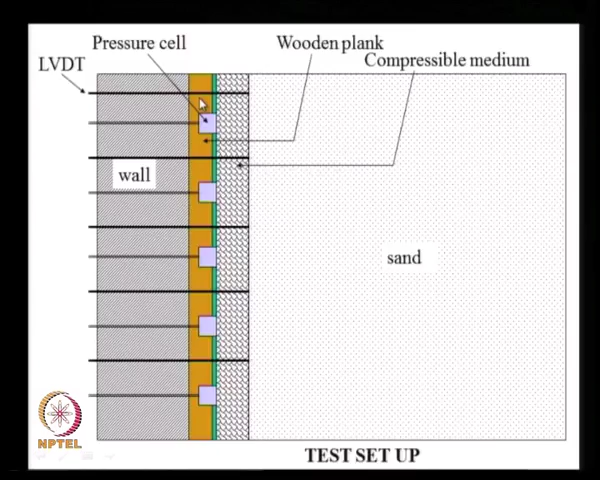 Pressure cell
Wooden plank
LVDT
Compressible medium
wall
sand
NPTEL
TEST SET UP